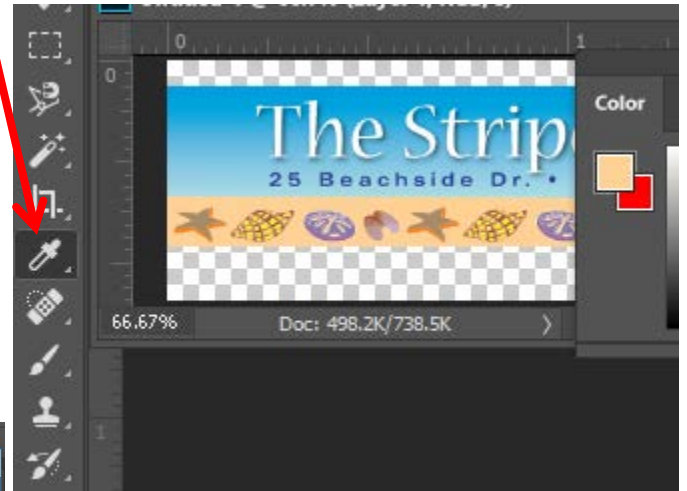 0 1
0
Color
The Strip
25 Beachside Dr. •
66.67% Doc: 498.2K/738.5K
1